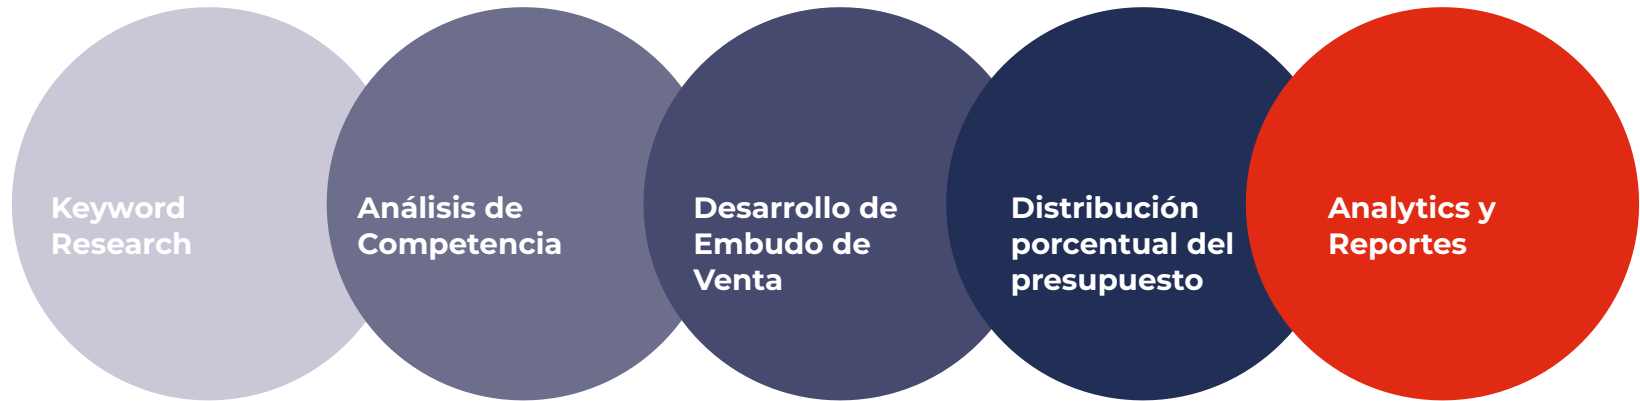 Keyword
Research
Análisis de
Competencia
Desarrollo de
Embudo de
Venta
Distribución
porcentual del
presupuesto
Analytics y
Reportes